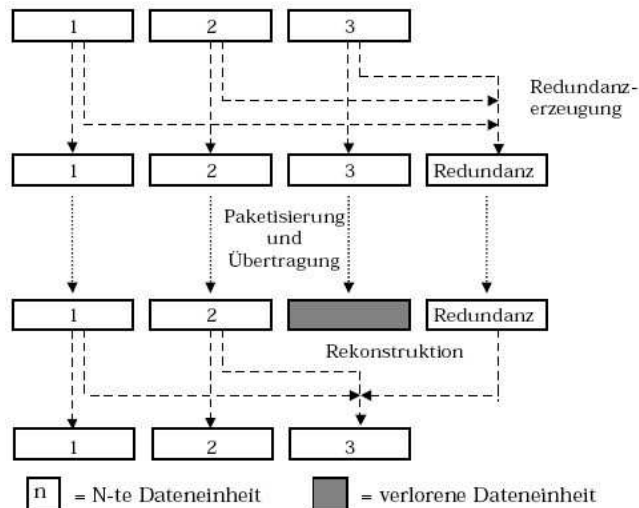 1 2 3
Redundanz-
erzeugung
1 2 3 Redundanz
Paketisierung
und
Übertragung
1 2 Redundanz
Rekonstruktion
1 2 3
n = N-te Dateneinheit = verlorene Dateneinheit